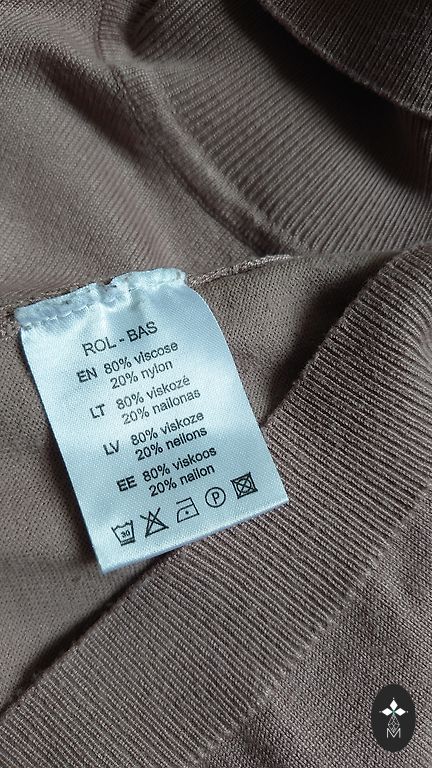 ROL - BAS
EN 80% viscose
20% nylon
LT 80% viskozė
20% nailonas
LV 80% viskoze
20% neilons
EE 80% viskoos
20% nailon
30
P
M